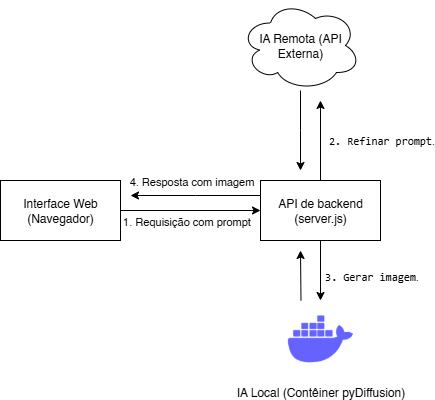 IA Remota (API
Externa)
2. Refinar prompt.
4. Resposta com imagem
Interface Web
(Navegador)
API de backend
(server.js)
1. Requisição com prompt
3. Gerar imagem.
IA Local (Contêiner pyDiffusion)